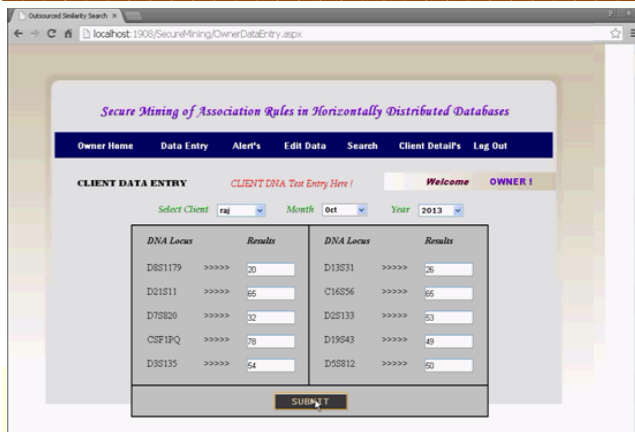 Outsourced Similarity Search ×
localhost:1908/SecureMining/OwnerDataEntry.aspx
Secure Mining of Association Rules in Horizontally Distributed Databases
Owner Home Data Entry Alert's Edit Data Search Client Detail's Log Out
CLIENT DATA ENTRY CLIENT DNA Test Entry Here ! Welcome OWNER !
Select Client raj Month Oct Year 2013
DNA Locus Results DNA Locus Results
D8S1179 >>>>> 20 D13S31 >>>>> 26
D21S11 >>>>> 65 C16S56 >>>>> 65
D7S820 >>>>> 32 D2S133 >>>>> 53
CSF1PQ >>>>> 78 D19S43 >>>>> 49
D3S135 >>>>> 54 D5S812 >>>>> 50
SUBMIT